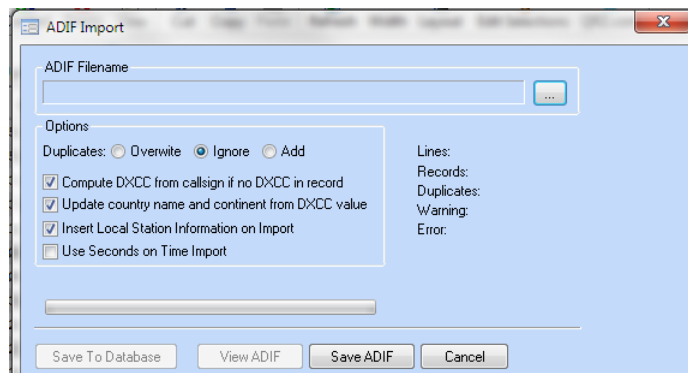 ADIF Import
ADIF Filename
...
Options
Duplicates: Overwite Ignore Add
Compute DXCC from callsign if no DXCC in record
Update country name and continent from DXCC value
Insert Local Station Information on Import
Use Seconds on Time Import
Lines:
Records:
Duplicates:
Warning:
Error:
Save To Database View ADIF Save ADIF Cancel